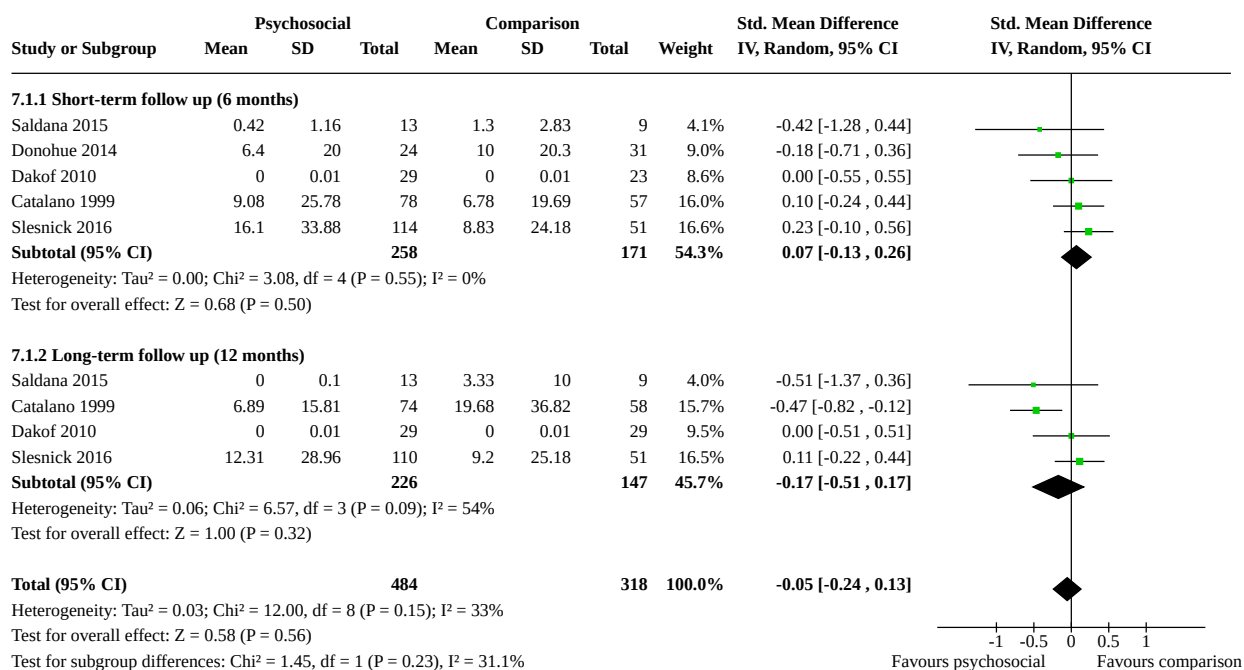 Psychosocial Comparison Std. Mean Difference Std. Mean Difference
Study or Subgroup Mean SD Total Mean SD Total Weight IV, Random, 95% CI IV, Random, 95% CI
7.1.1 Short-term follow up (6 months)
Saldana 2015 0.42 1.16 13 1.3 2.83 9 4.1% -0.42 [-1.28 , 0.44]
Donohue 2014 6.4 20 24 10 20.3 31 9.0% -0.18 [-0.71 , 0.36]
Dakof 2010 0 0.01 29 0 0.01 23 8.6% 0.00 [-0.55 , 0.55]
Catalano 1999 9.08 25.78 78 6.78 19.69 57 16.0% 0.10 [-0.24 , 0.44]
Slesnick 2016 16.1 33.88 114 8.83 24.18 51 16.6% 0.23 [-0.10 , 0.56]
Subtotal (95% CI) 258 171 54.3% 0.07 [-0.13 , 0.26]
Heterogeneity: Tau² = 0.00; Chi² = 3.08, df = 4 (P = 0.55); I² = 0%
Test for overall effect: Z = 0.68 (P = 0.50)
7.1.2 Long-term follow up (12 months)
Saldana 2015 0 0.1 13 3.33 10 9 4.0% -0.51 [-1.37 , 0.36]
Catalano 1999 6.89 15.81 74 19.68 36.82 58 15.7% -0.47 [-0.82 , -0.12]
Dakof 2010 0 0.01 29 0 0.01 29 9.5% 0.00 [-0.51 , 0.51]
Slesnick 2016 12.31 28.96 110 9.2 25.18 51 16.5% 0.11 [-0.22 , 0.44]
Subtotal (95% CI) 226 147 45.7% -0.17 [-0.51 , 0.17]
Heterogeneity: Tau² = 0.06; Chi² = 6.57, df = 3 (P = 0.09); I² = 54%
Test for overall effect: Z = 1.00 (P = 0.32)
Total (95% CI) 484 318 100.0% -0.05 [-0.24 , 0.13]
Heterogeneity: Tau² = 0.03; Chi² = 12.00, df = 8 (P = 0.15); I² = 33%
Test for overall effect: Z = 0.58 (P = 0.56)
-1 -0.5 0 0.5 1
Test for subgroup differences: Chi² = 1.45, df = 1 (P = 0.23), I² = 31.1%
Favours psychosocial Favours comparison